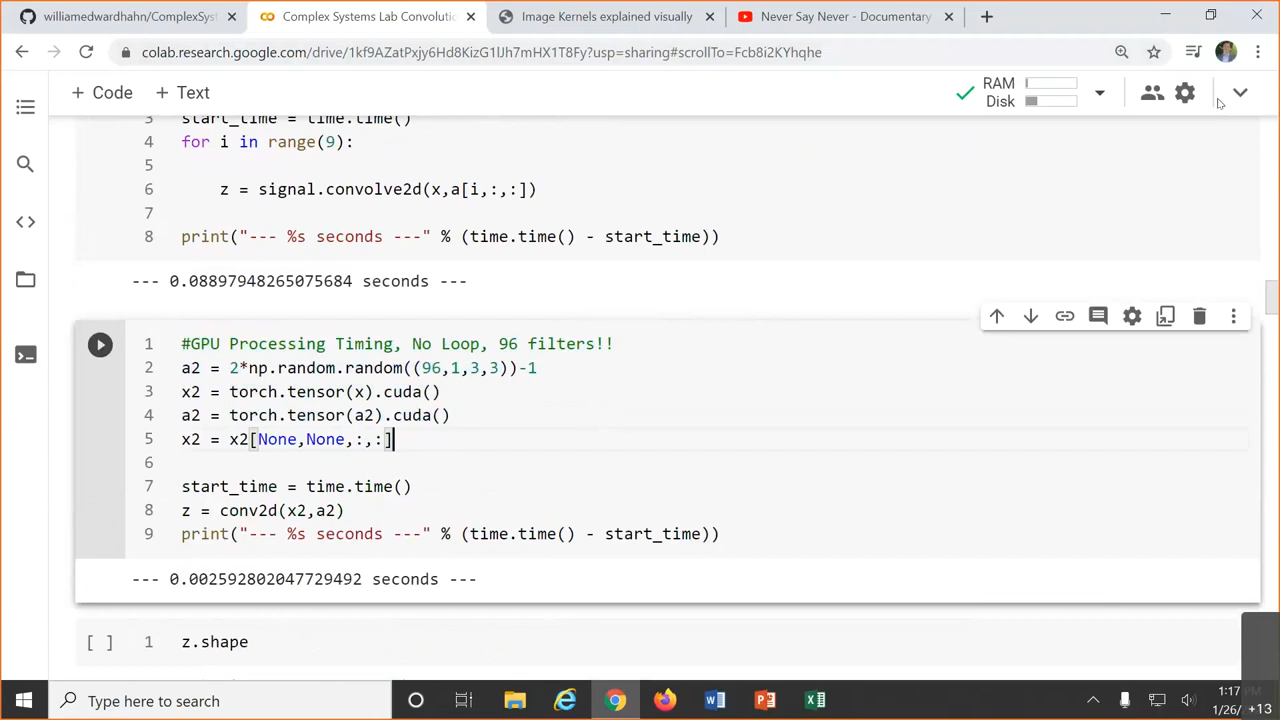 williamedwardhahn/ComplexSyst
Complex Systems Lab Convolutio
Image Kernels explained visually
Never Say Never - Documentary
colab.research.google.com/drive/1kf9AZatPxjy6Hd8KizG1lJh7mHX1T8Fy?usp=sharing#scrollTo=Fcb8i2KYhqhe
+ Code + Text
RAM
Disk
3 start_time = time.time()
4 for i in range(9):
5
6 z = signal.convolve2d(x,a[i,:,:])
7
8 print("--- %s seconds ---" % (time.time() - start_time))
--- 0.08897948265075684 seconds ---
1 #GPU Processing Timing, No Loop, 96 filters!!
2 a2 = 2*np.random.random((96,1,3,3))-1
3 x2 = torch.tensor(x).cuda()
4 a2 = torch.tensor(a2).cuda()
5 x2 = x2[None,None,:,:]
6
7 start_time = time.time()
8 z = conv2d(x2,a2)
9 print("--- %s seconds ---" % (time.time() - start_time))
--- 0.002592802047729492 seconds ---
[ ] 1 z.shape
Type here to search
1:17 PM
1/26/
+13